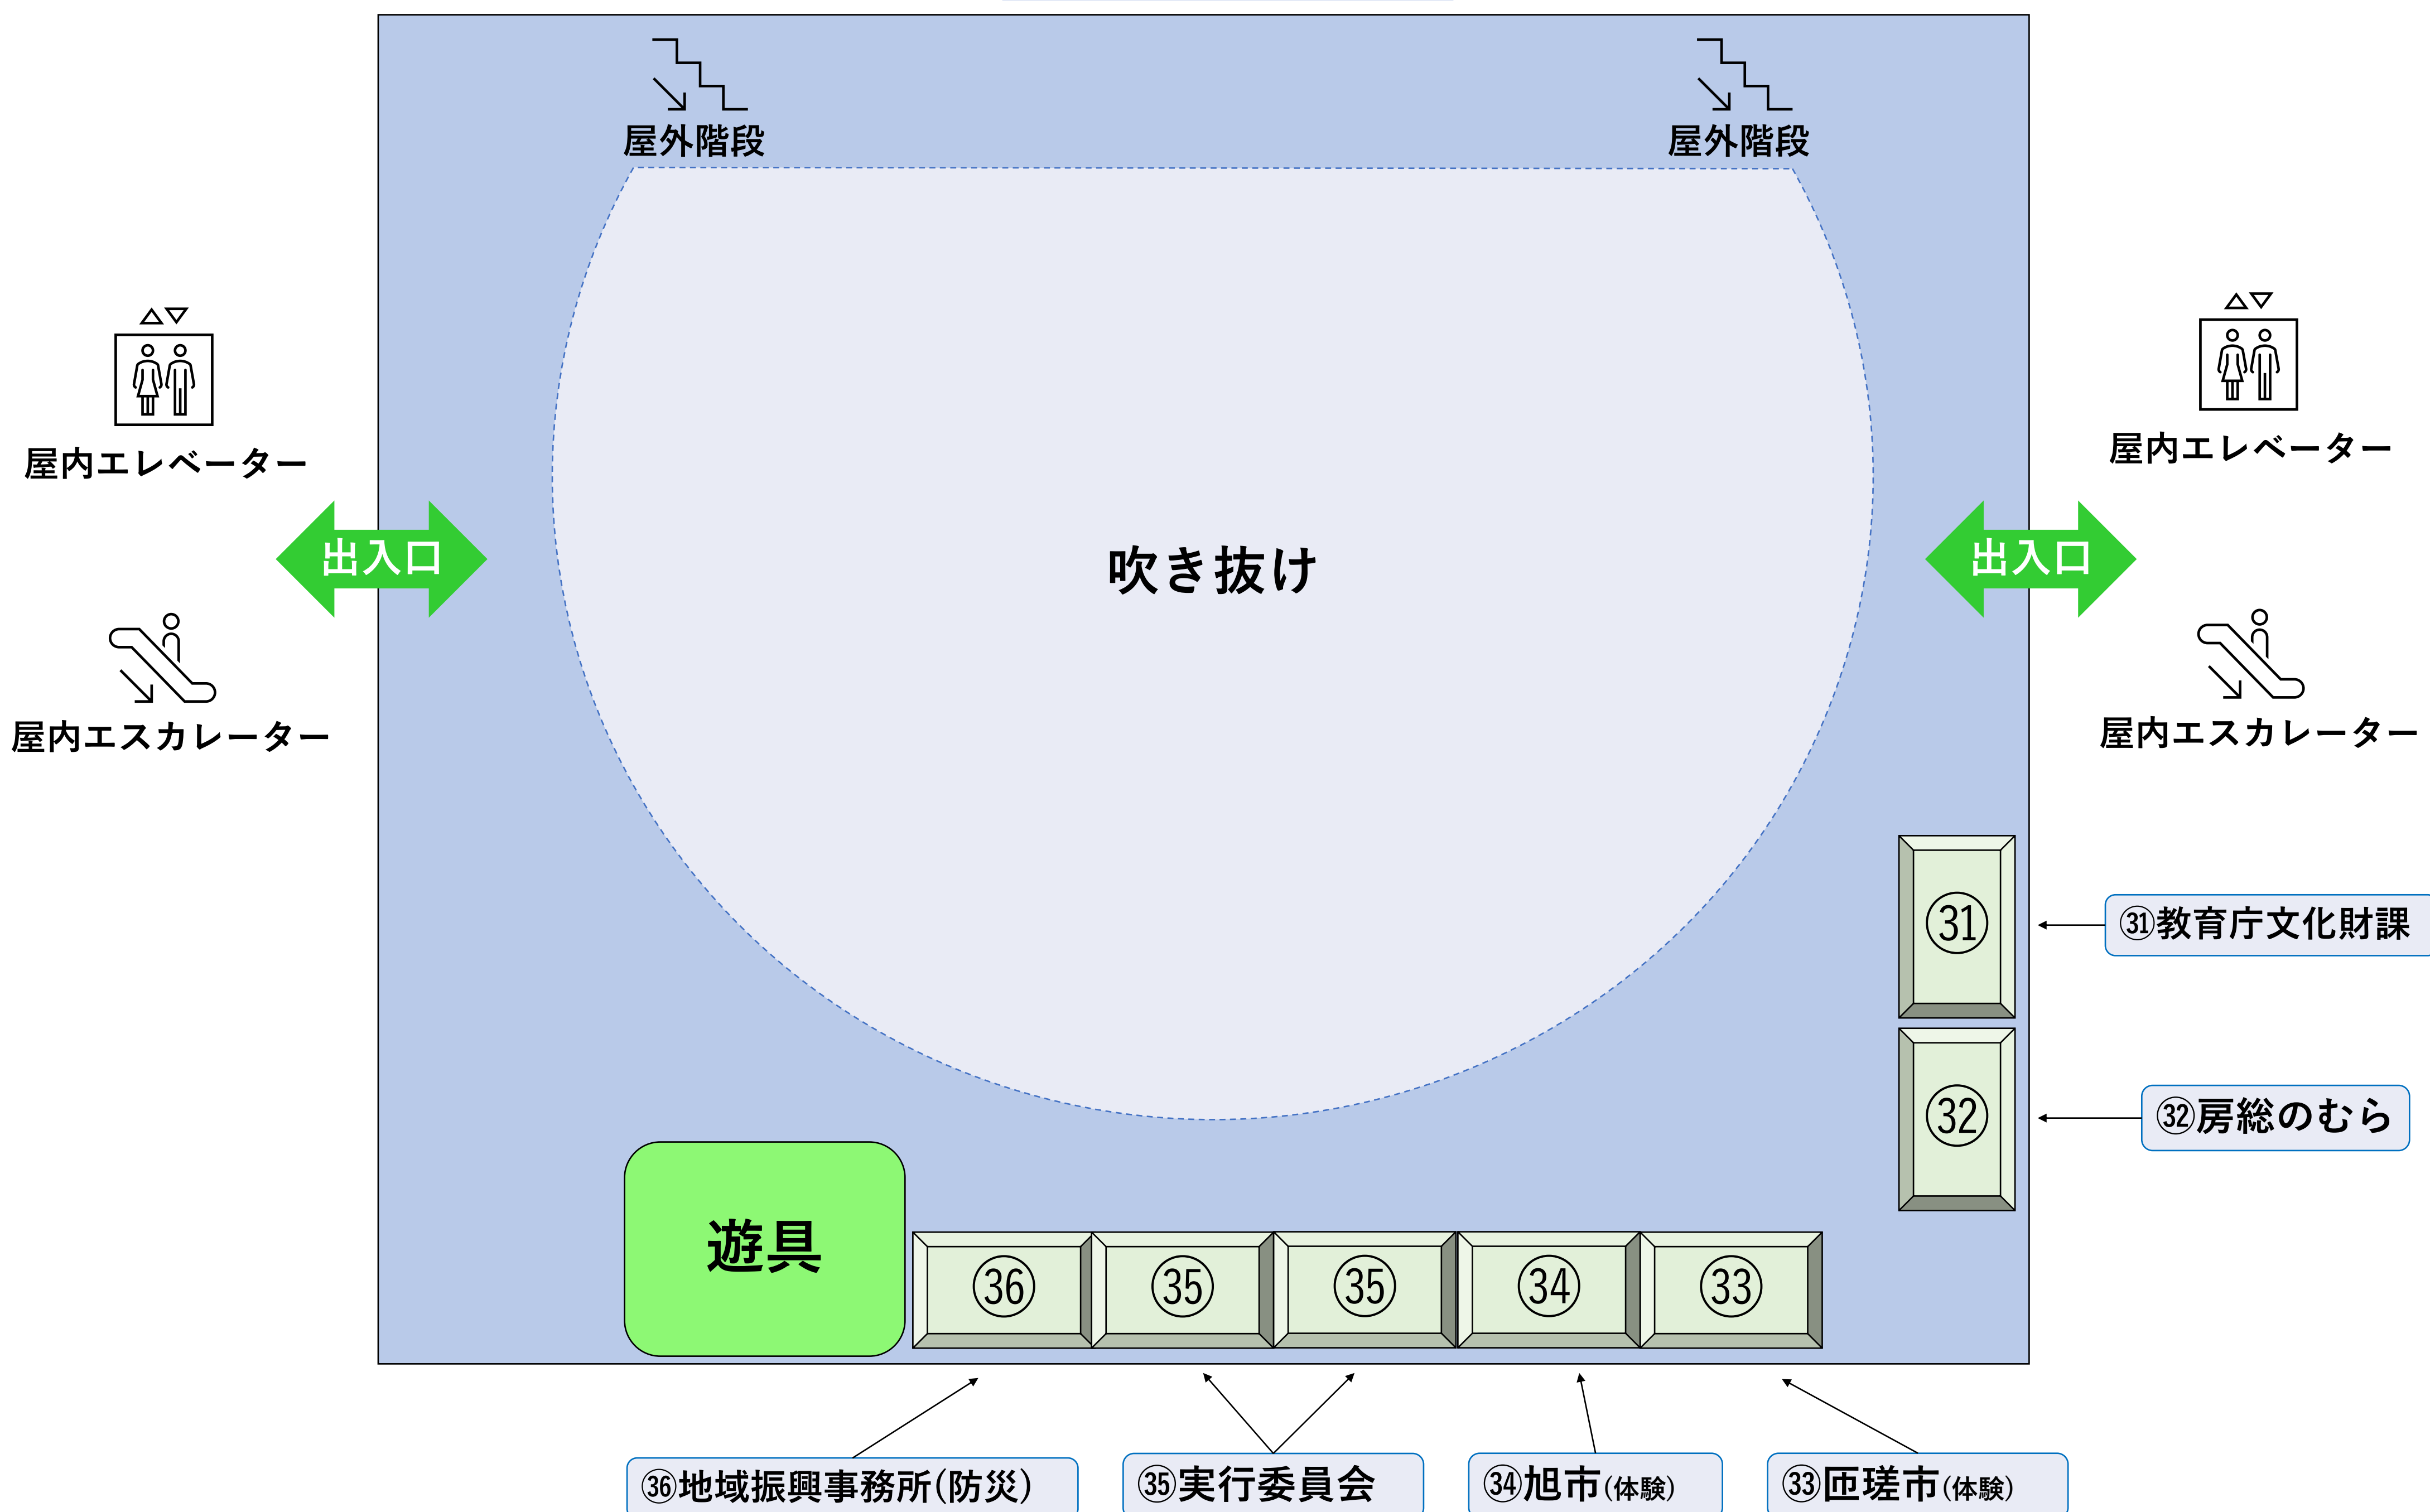 屋外階段
屋外階段
屋内エレベーター
屋内エレベーター
出入口
吹き抜け
出入口
屋内エスカレーター
屋内エスカレーター
31
㉛教育庁文化財課
32
㉜房総のむら
遊具
36
35
35
34
33
㊱地域振興事務所(防災)
㉟実行委員会
㉞旭市(体験)
㉝匝瑳市(体験)